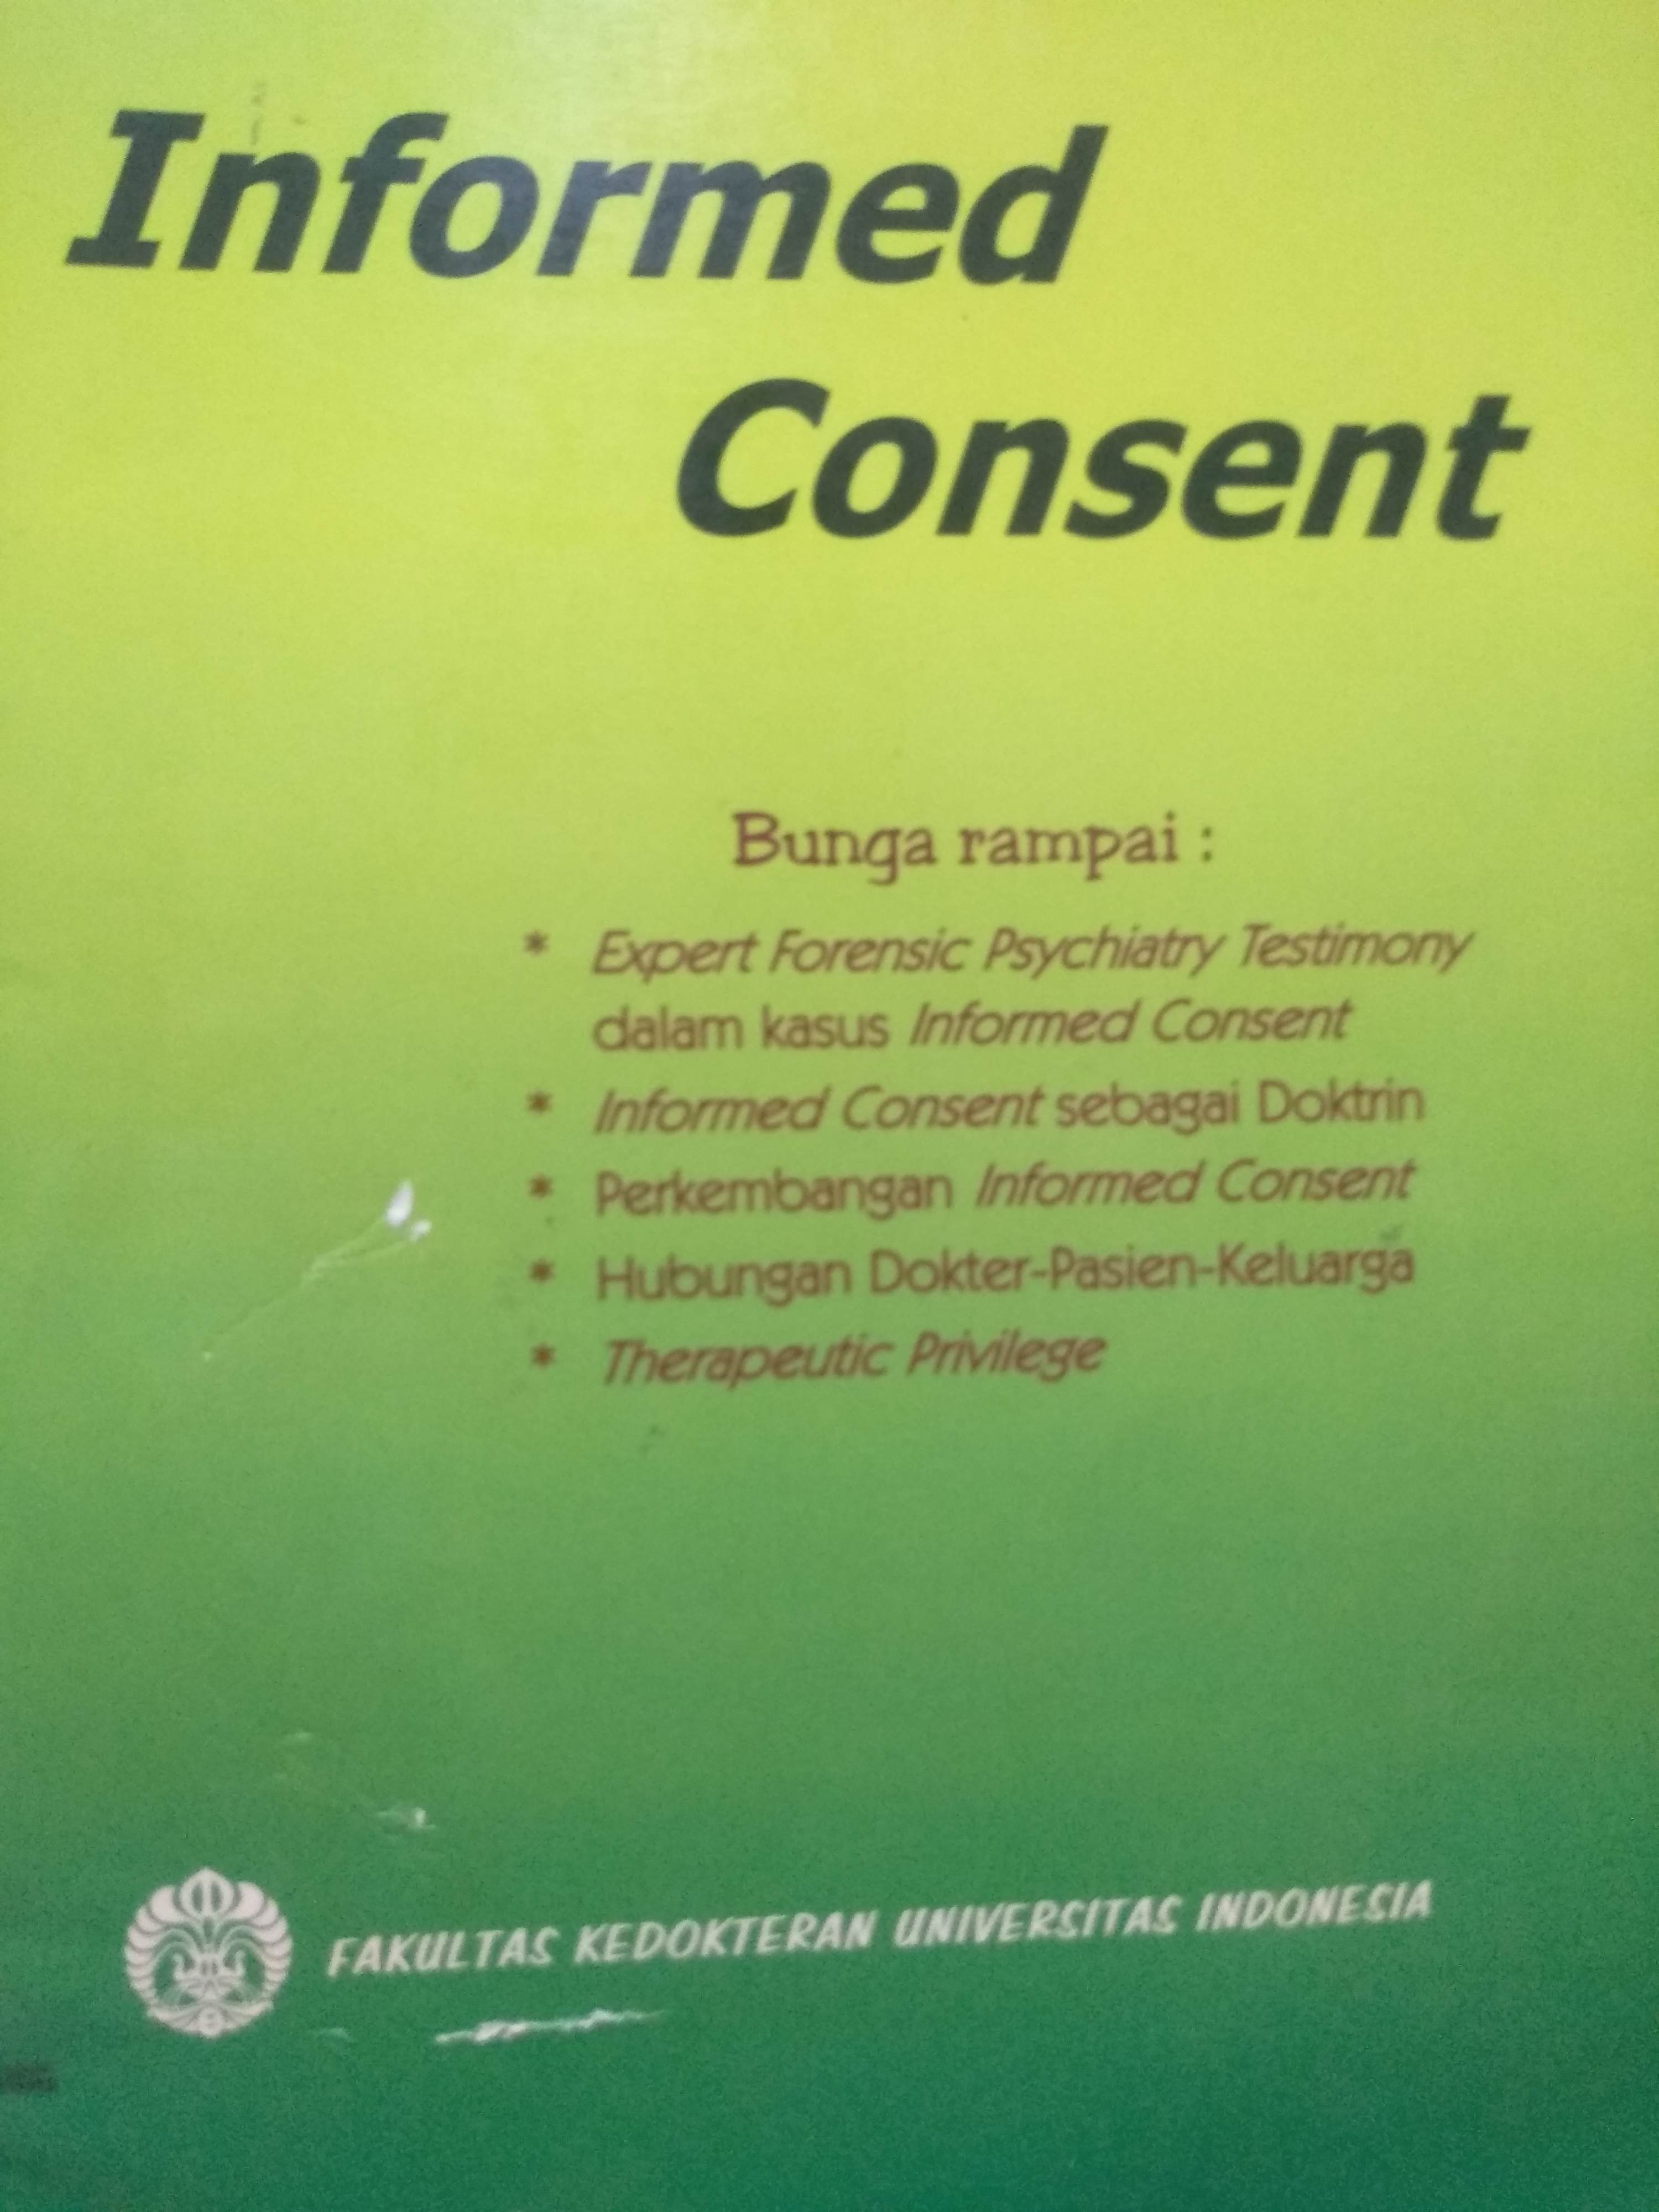 Informed
Consent
Bunga rampai :
* Expert Forensic Psychiatry Testimony
dalam kasus Informed Consent
* Informed Consent sebagai Doktrin
* Perkembangan Informed Consent
* Hubungan Dokter-Pasien-Keluarga
* Therapeutic Privilege
FAKULTAS KEDOKTERAN UNIVERSITAS INDONESIA